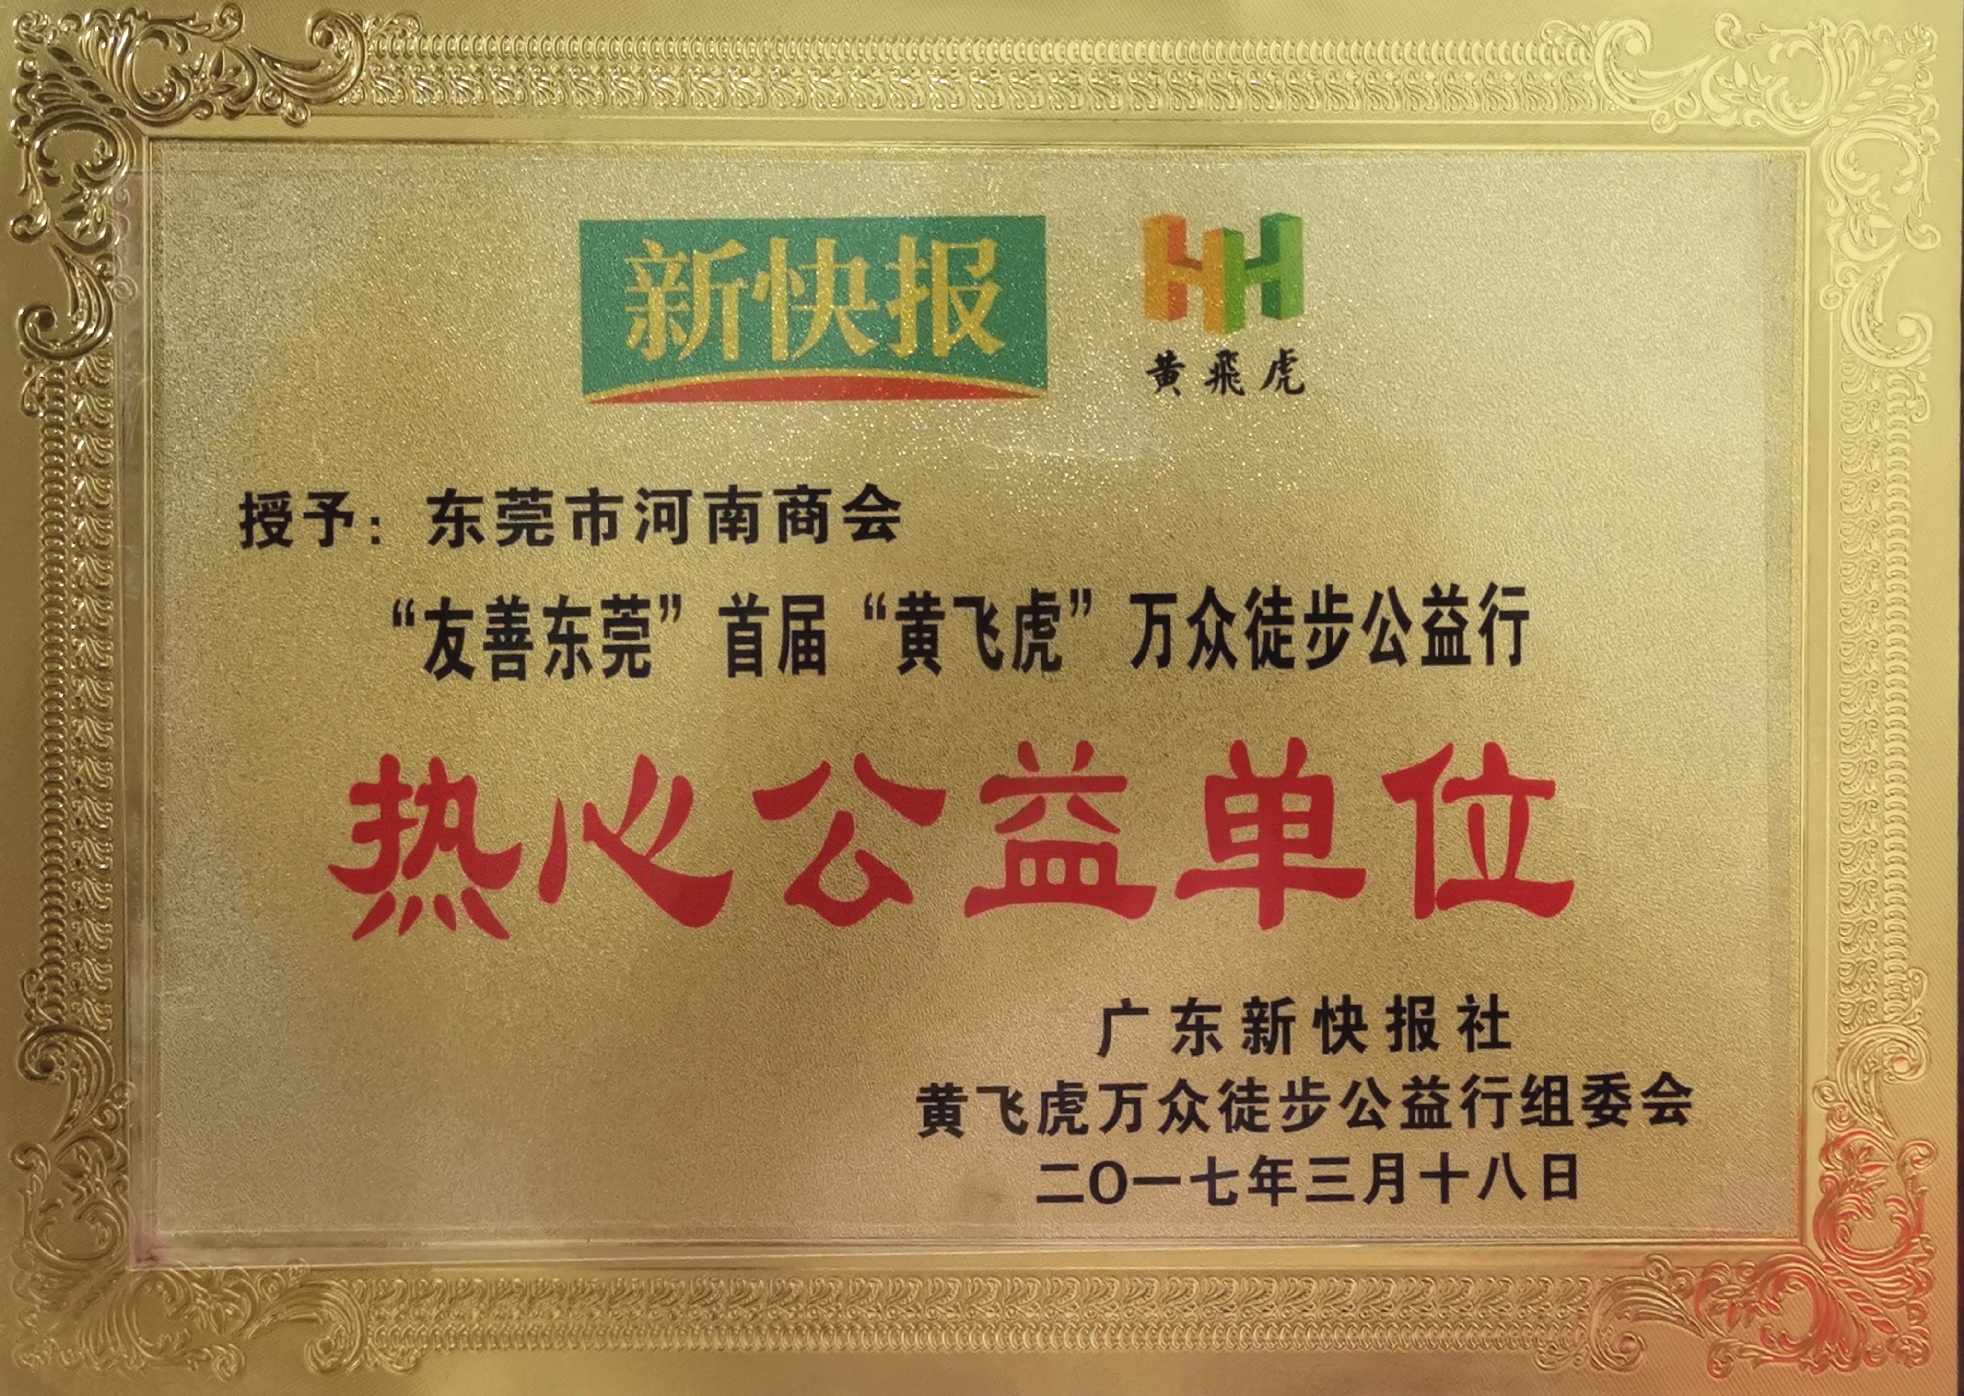 新快报
黄飛虎
授予：东莞市河南商会
“友善东莞”首届“黄飞虎”万众徒步公益行
热心公益单位
广东新快报社
黄飞虎万众徒步公益行组委会
二O一七年三月十八日